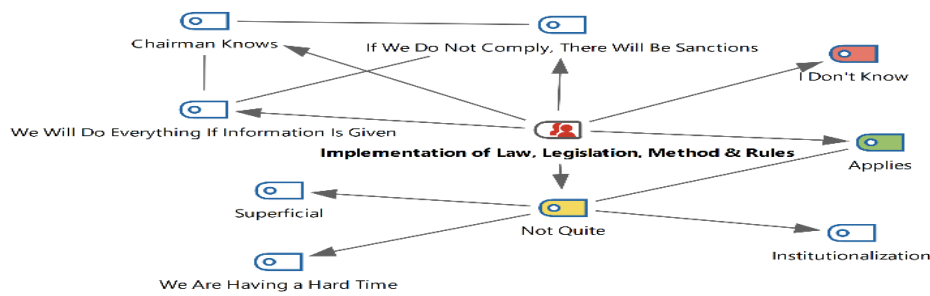 Chairman Knows
If We Do Not Comply, There Will Be Sanctions
I Don't Know
We Will Do Everything If Information Is Given
Implementation of Law, Legislation, Method & Rules
Applies
Superficial
Not Quite
Institutionalization
We Are Having a Hard Time